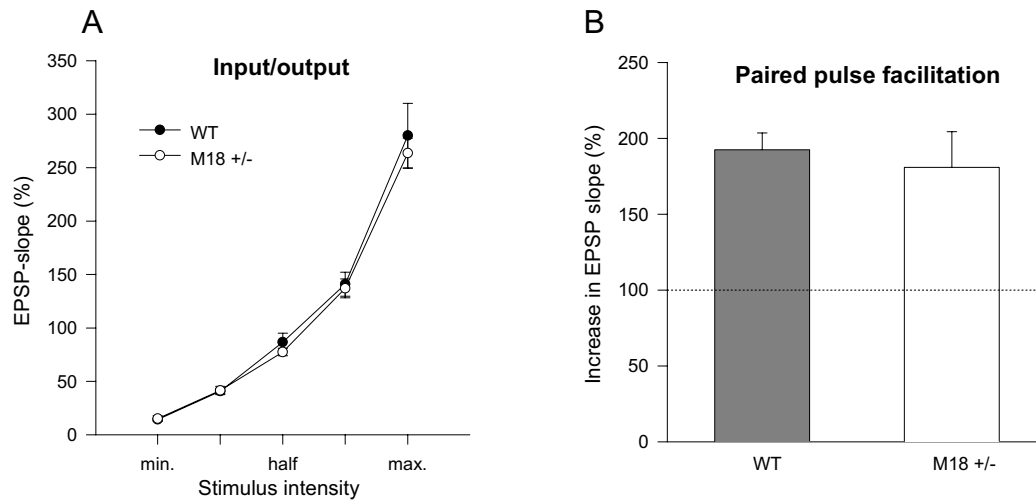 A
Input/output
WT
M18 +/-
EPSP-slope (%)
350
300
250
200
150
100
50
0
min.
half
max.
Stimulus intensity
B
Paired pulse facilitation
Increase in EPSP slope (%)
250
200
150
100
50
0
WT
M18 +/-